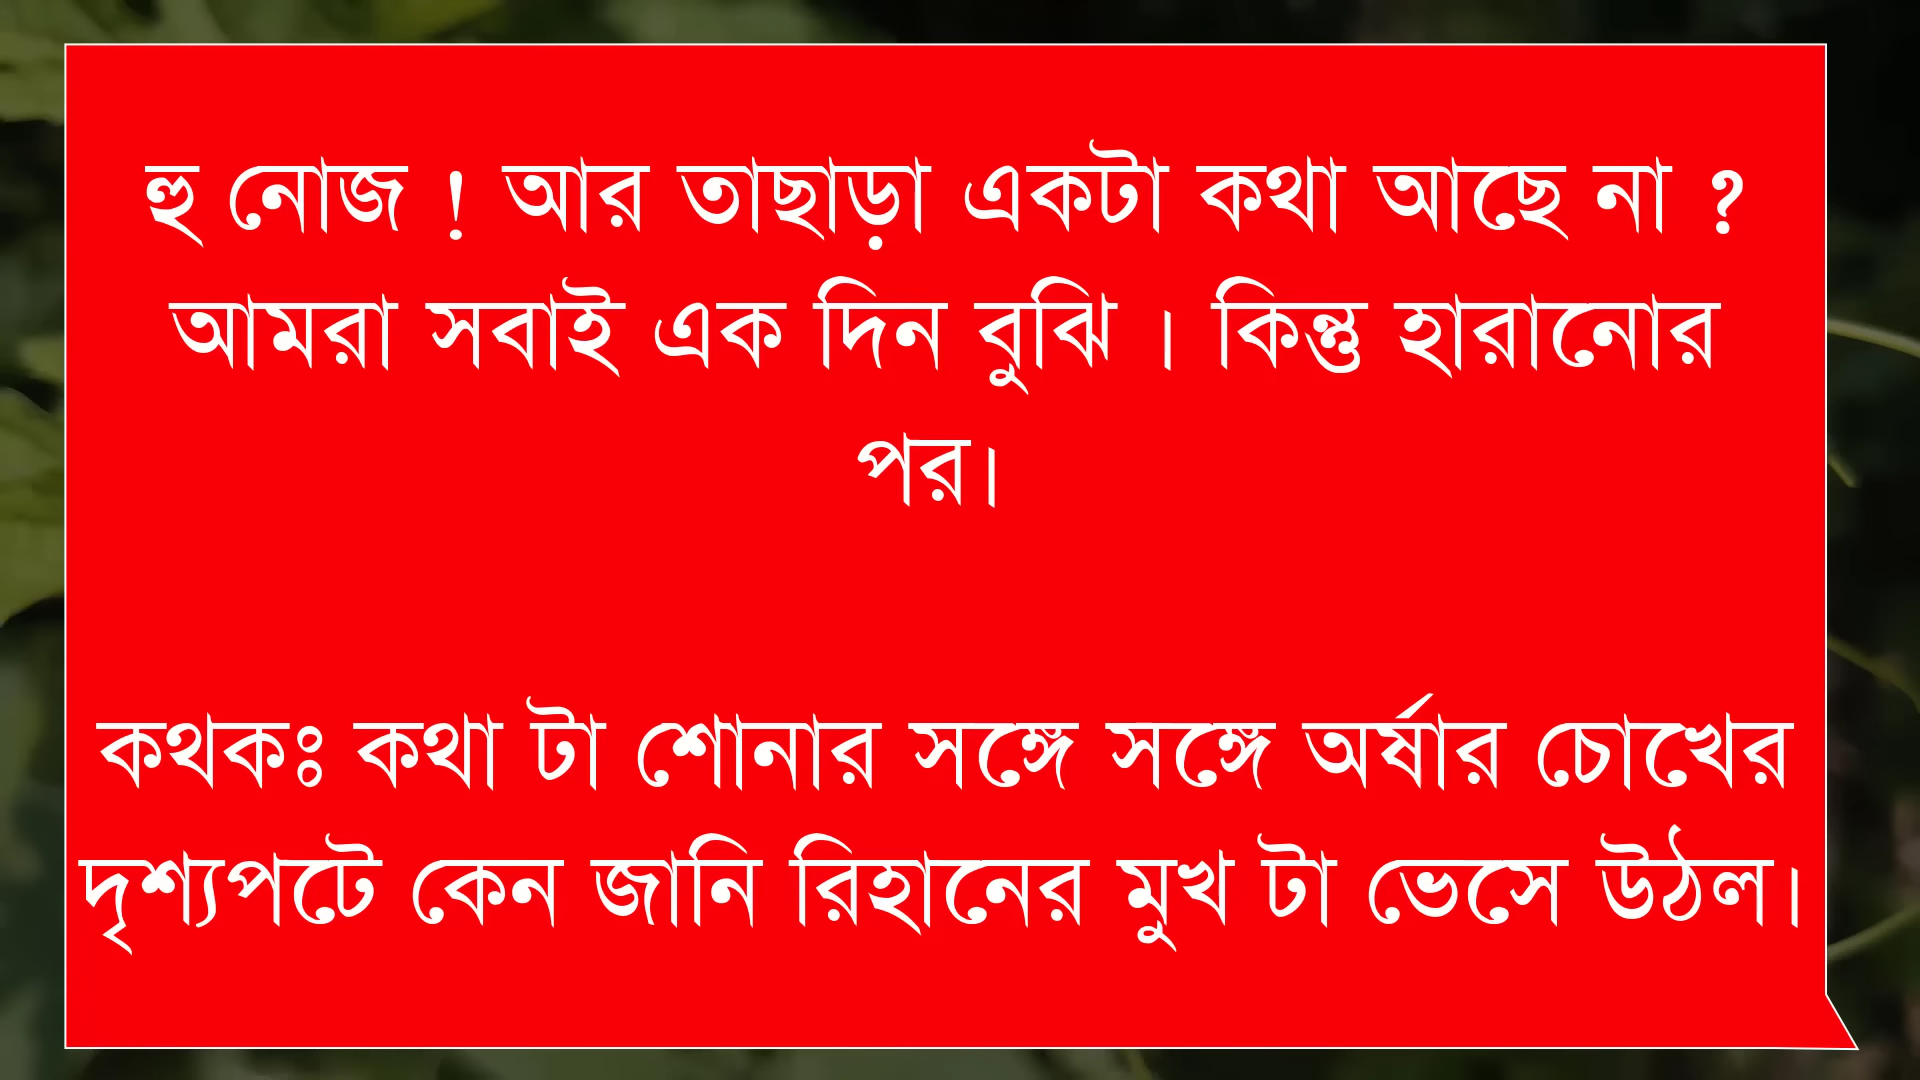 হু নোজ ! আর তাছাড়া একটা কথা আছে না ?
আমরা সবাই এক দিন বুঝি । কিন্তু হারানোর
পর।
কথকঃ কথা টা শোনার সঙ্গে সঙ্গে অর্ষার চোখের
দৃশ্যপটে কেন জানি রিহানের মুখ টা ভেসে উঠল।